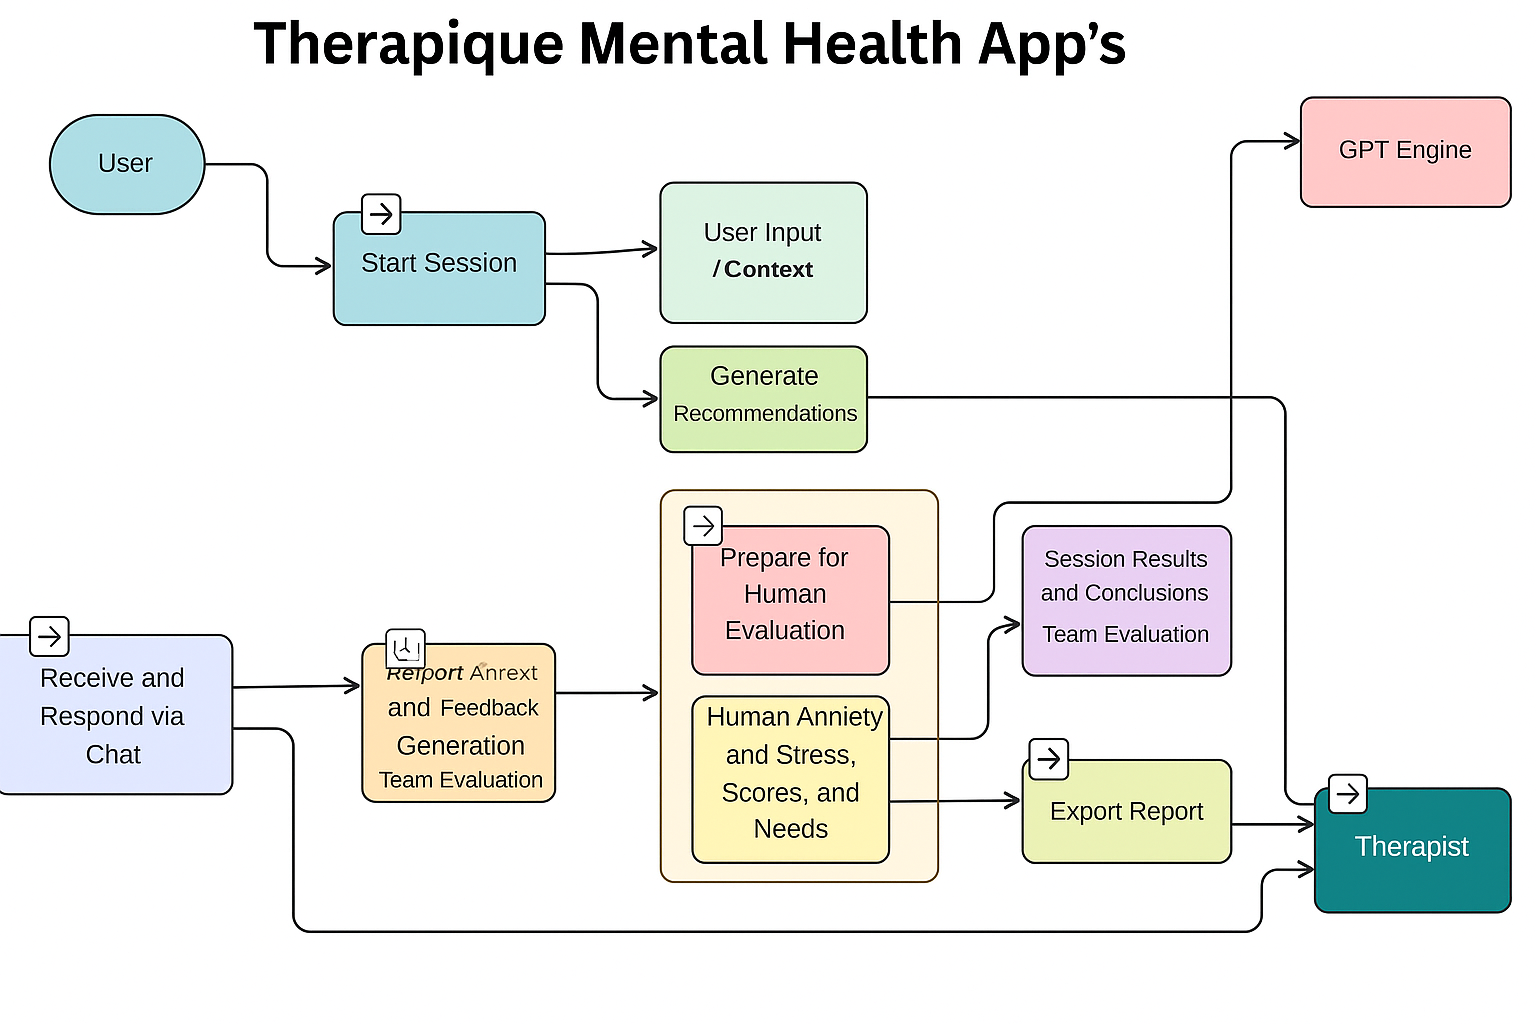 Therapique Mental Health App’s
User
GPT Engine
Start Session
User Input
/Context
Generate
Recommendations
Prepare for
Human
Evaluation
Session Results
and Conclusions
Team Evaluation
Receive and
Respond via
Chat
and Feedback
Generation
Team Evaluation
Human Anniety
and Stress,
Scores, and
Needs
Export Report
Therapist